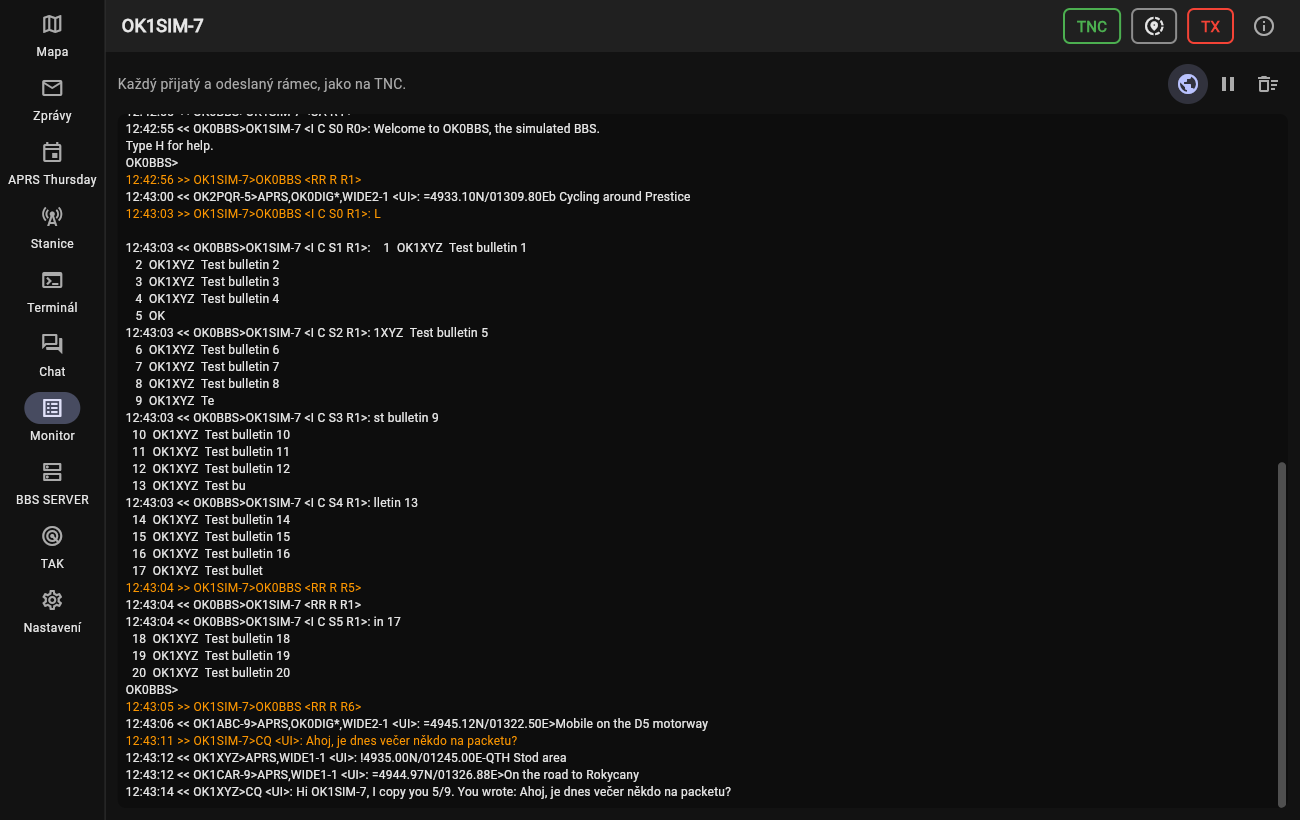 OK1SIM-7
TNC
TX
Mapa
Zprávy
APRS Thursday
Stanice
Terminál
Chat
Monitor
BBS SERVER
TAK
Nastavení
Každý přijatý a odeslaný rámec, jako na TNC.
12:42:55 << OK0BBS>OK1SIM-7 <I C S0 R0>: Welcome to OK0BBS, the simulated BBS.
Type H for help.
OK0BBS>
12:42:56 >> OK1SIM-7>OK0BBS <RR R R1>
12:43:00 << OK2PQR-5>APRS,OK0DIG*,WIDE2-1 <UI>: =4933.10N/01309.80Eb Cycling around Prestice
12:43:03 >> OK1SIM-7>OK0BBS <I C S0 R1>: L
12:43:03 << OK0BBS>OK1SIM-7 <I C S1 R1>:    1  OK1XYZ  Test bulletin 1
2  OK1XYZ  Test bulletin 2
3  OK1XYZ  Test bulletin 3
4  OK1XYZ  Test bulletin 4
5  OK
12:43:03 << OK0BBS>OK1SIM-7 <I C S2 R1>: 1XYZ  Test bulletin 5
6  OK1XYZ  Test bulletin 6
7  OK1XYZ  Test bulletin 7
8  OK1XYZ  Test bulletin 8
9  OK1XYZ  Te
12:43:03 << OK0BBS>OK1SIM-7 <I C S3 R1>: st bulletin 9
10  OK1XYZ  Test bulletin 10
11  OK1XYZ  Test bulletin 11
12  OK1XYZ  Test bulletin 12
13  OK1XYZ  Test bu
12:43:03 << OK0BBS>OK1SIM-7 <I C S4 R1>: lletin 13
14  OK1XYZ  Test bulletin 14
15  OK1XYZ  Test bulletin 15
16  OK1XYZ  Test bulletin 16
17  OK1XYZ  Test bullet
12:43:04 >> OK1SIM-7>OK0BBS <RR R R5>
12:43:04 << OK0BBS>OK1SIM-7 <RR R R1>
12:43:04 << OK0BBS>OK1SIM-7 <I C S5 R1>: in 17
18  OK1XYZ  Test bulletin 18
19  OK1XYZ  Test bulletin 19
20  OK1XYZ  Test bulletin 20
OK0BBS>
12:43:05 >> OK1SIM-7>OK0BBS <RR R R6>
12:43:06 << OK1ABC-9>APRS,OK0DIG*,WIDE2-1 <UI>: =4945.12N/01322.50E>Mobile on the D5 motorway
12:43:11 >> OK1SIM-7>CQ <UI>: Ahoj, je dnes večer někdo na packetu?
12:43:12 << OK1XYZ>APRS,WIDE1-1 <UI>: !4935.00N/01245.00E-QTH Stod area
12:43:12 << OK1CAR-9>APRS,WIDE1-1 <UI>: =4944.97N/01326.88E>On the road to Rokycany
12:43:14 << OK1XYZ>CQ <UI>: Hi OK1SIM-7, I copy you 5/9. You wrote: Ahoj, je dnes večer někdo na packetu?